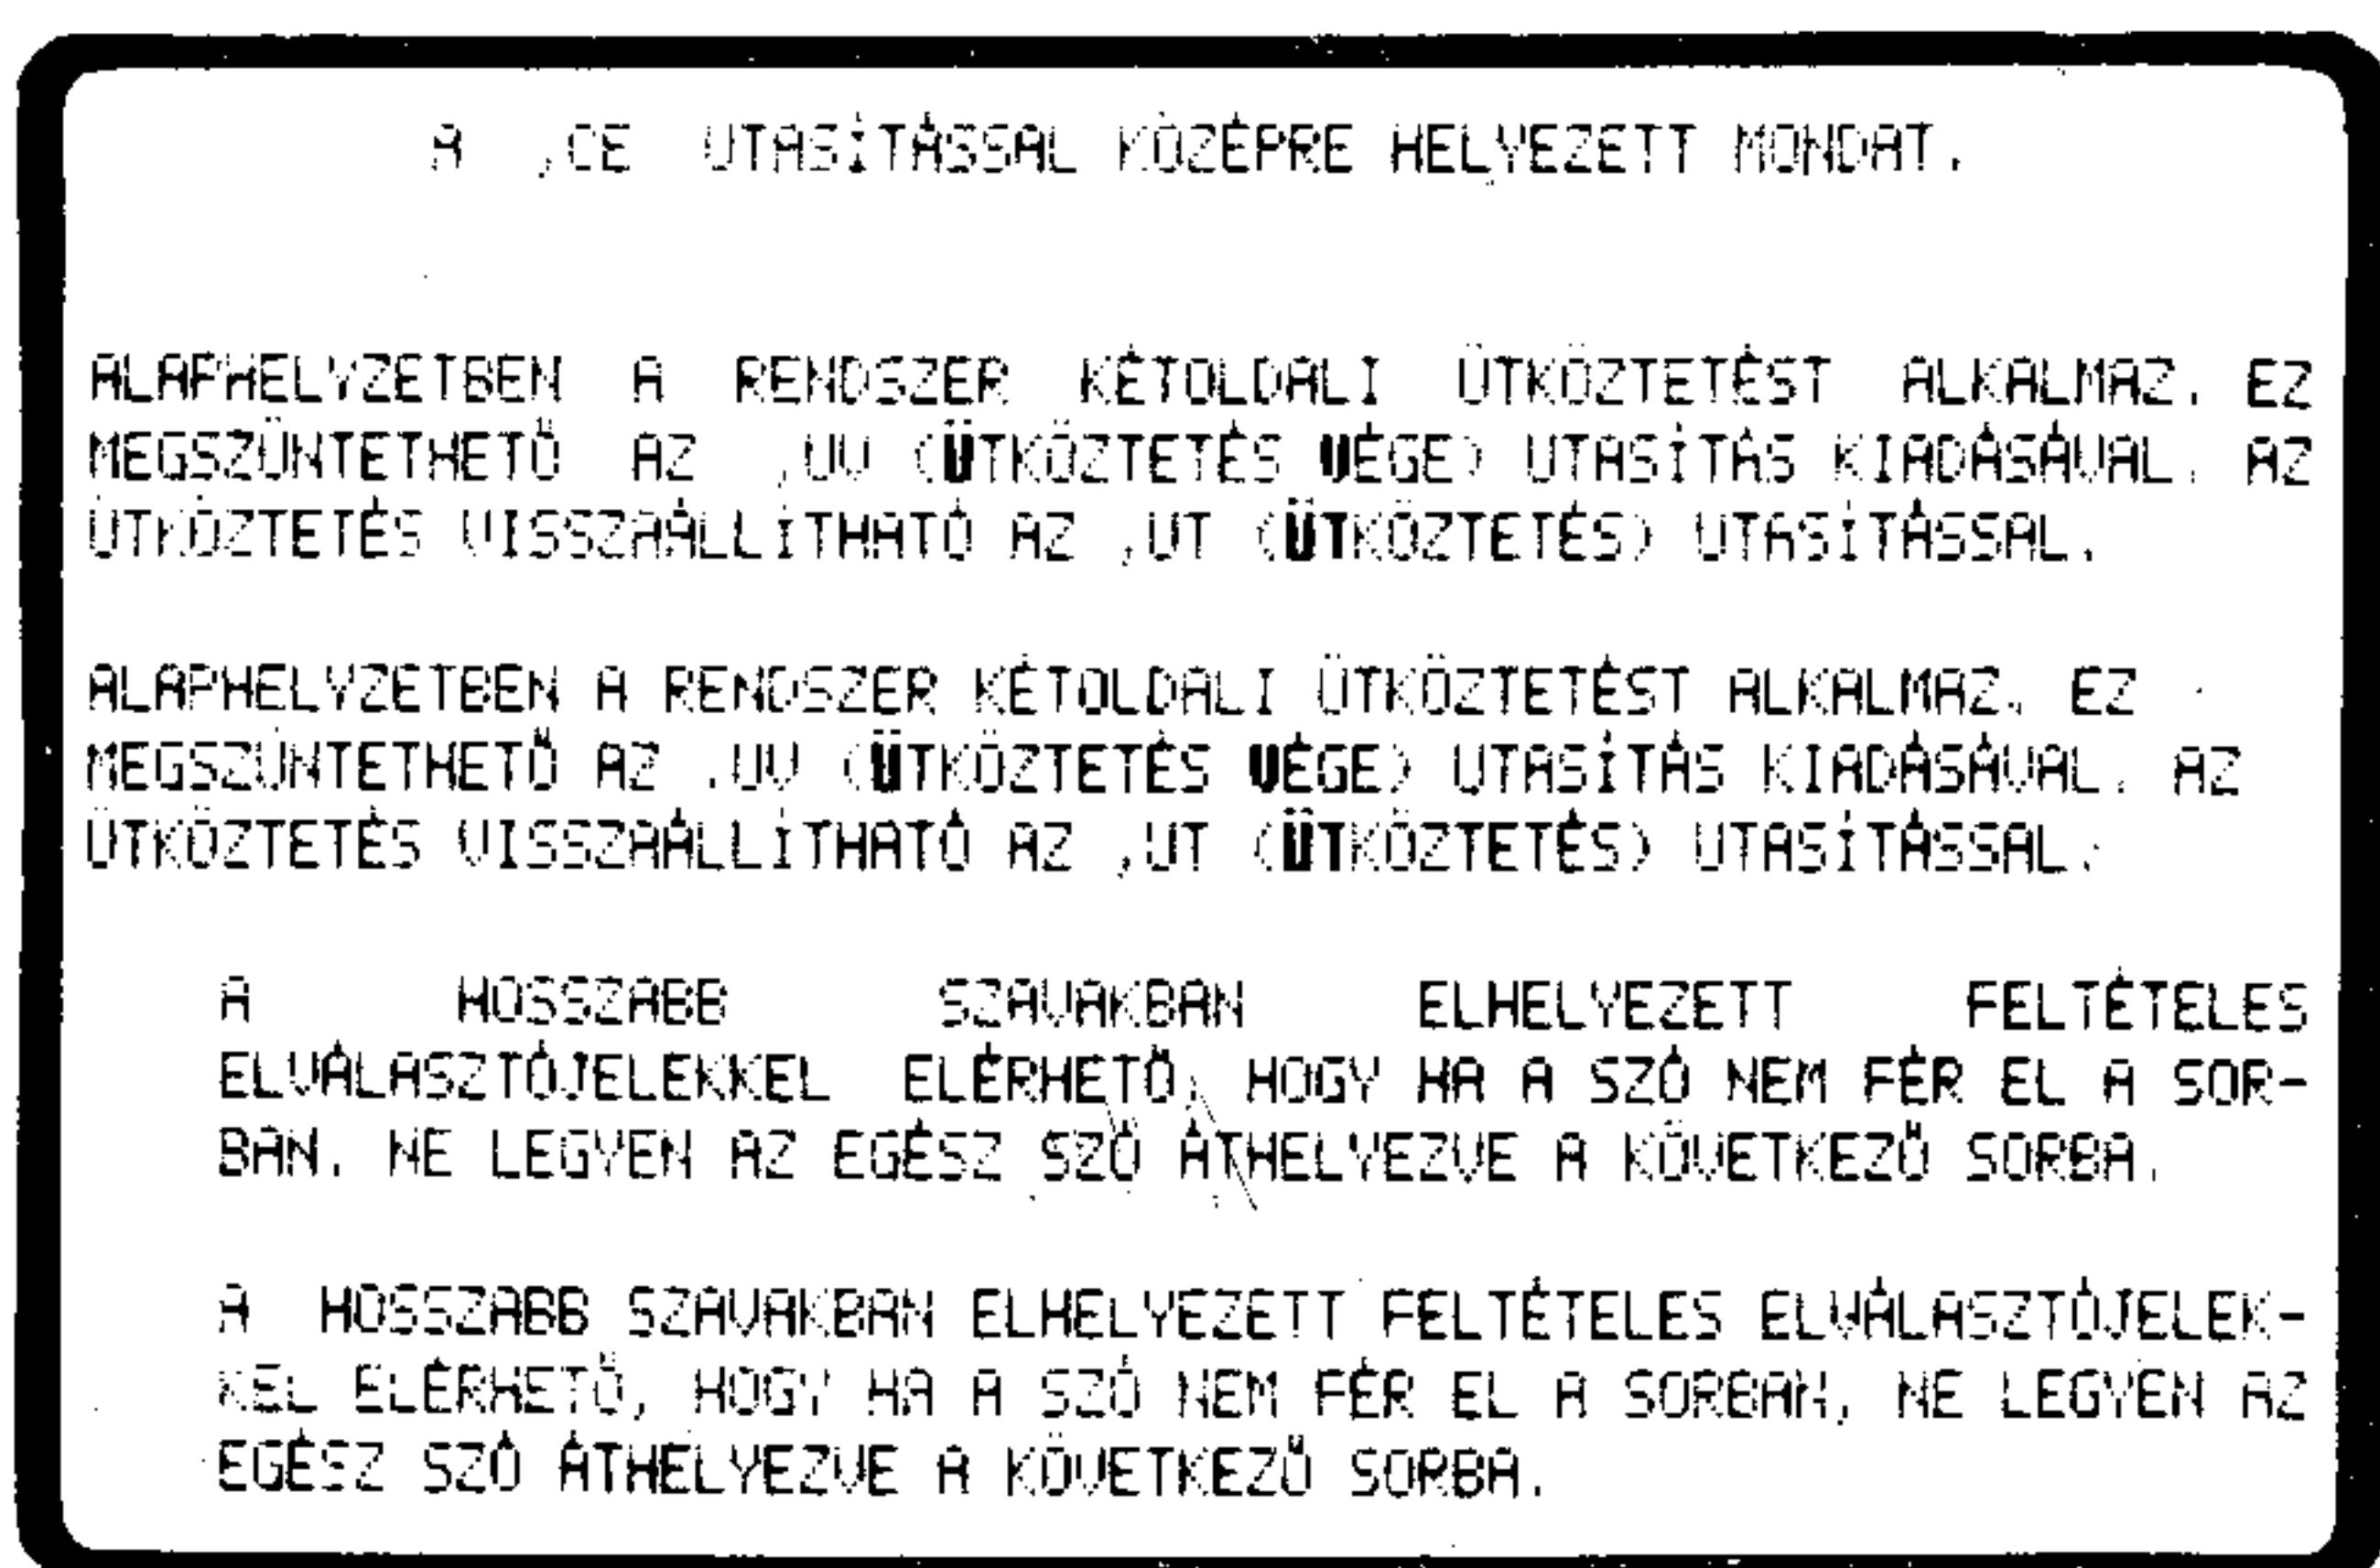 A ,CE UTASÍTÁSSAL KÖZÉPRE HELYEZETT MONDAT.
ALAPHELYZETBEN A RENDSZER KÉTOLDALI ÜTKÖZTETÉST ALKALMAZ. EZ
MEGSZÜNTETHETŐ AZ ,UV (ÜTKÖZTETÉS VÉGE) UTASÍTÁS KIADÁSÁVAL. AZ
ÜTKÖZTETÉS VISSZAÁLLÍTHATÓ AZ ,UT (ÜTKÖZTETÉS) UTASÍTÁSSAL.
ALAPHELYZETBEN A RENDSZER KÉTOLDALI ÜTKÖZTETÉST ALKALMAZ. EZ
MEGSZÜNTETHETŐ AZ ,UV (ÜTKÖZTETÉS VÉGE) UTASÍTÁS KIADÁSÁVAL. AZ
ÜTKÖZTETÉS VISSZAÁLLÍTHATÓ AZ ,UT (ÜTKÖZTETÉS) UTASÍTÁSSAL.
A HOSSZABB SZAVAKBAN ELHELYEZETT FELTÉTELES
ELVÁLASZTÓJELEKKEL ELÉRHETŐ, HOGY HA A SZÓ NEM FÉR EL A SOR-
BAN, NE LEGYEN AZ EGÉSZ SZÓ ÁTHELYEZVE A KÖVETKEZŐ SORBA.
A HOSSZABB SZAVAKBAN ELHELYEZETT FELTÉTELES ELVÁLASZTÓJELEK-
KEL ELÉRHETŐ, HOGY HA A SZÓ NEM FÉR EL A SORBAN, NE LEGYEN AZ
EGÉSZ SZÓ ÁTHELYEZVE A KÖVETKEZŐ SORBA.